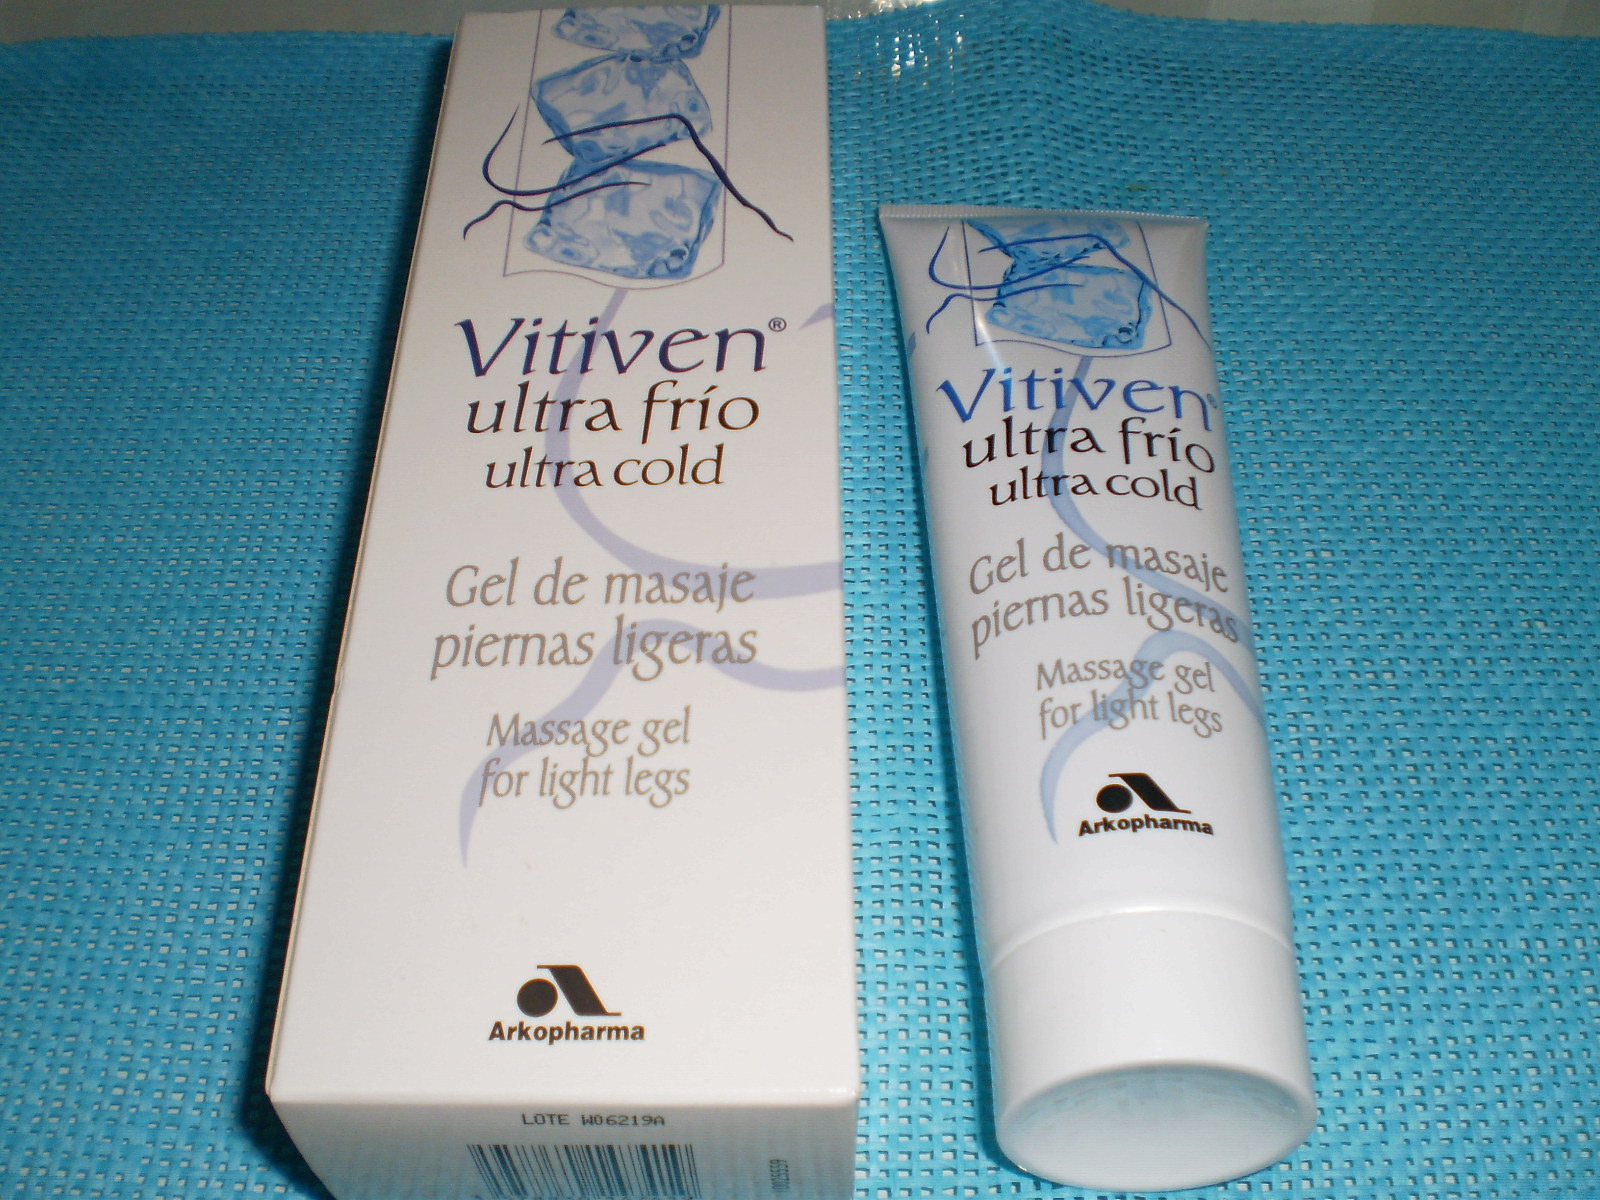 Vitiven®
ultra frío
ultra cold
Gel de masaje
piernas ligeras
Massage gel
for light legs
Arkopharma
LOTE W06219A
Vitiven®
ultra frío
ultra cold
Gel de masaje
piernas ligeras
Massage gel
for light legs
Arkopharma